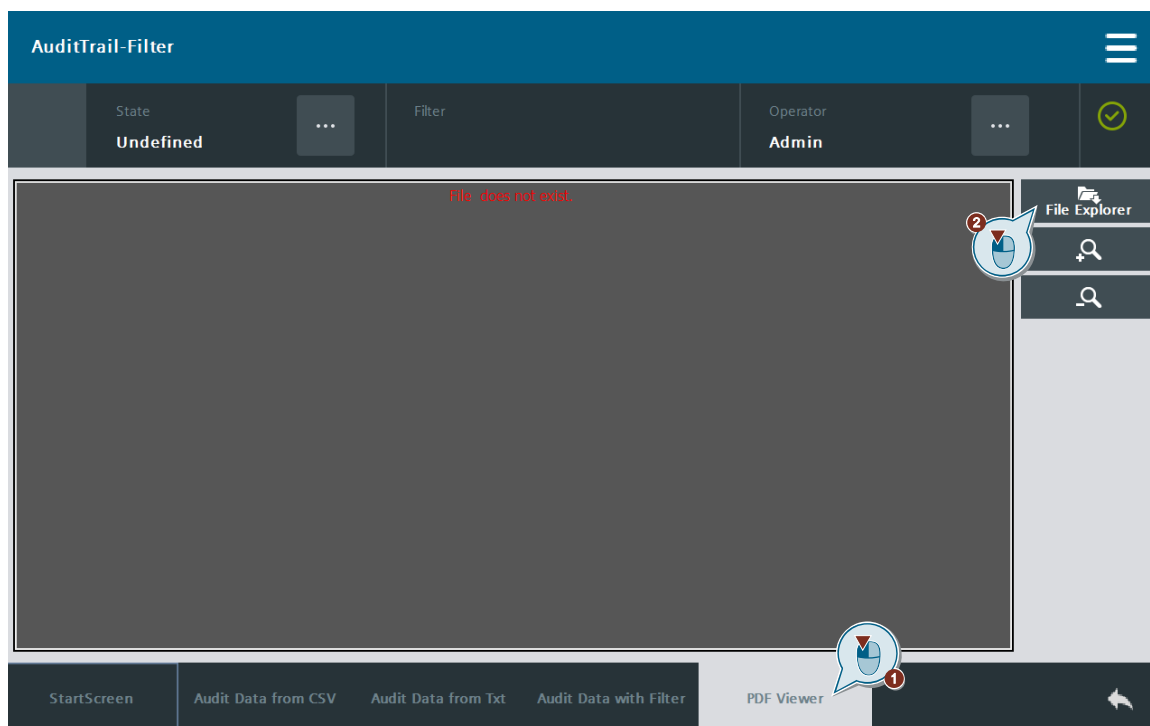 AuditTrail-Filter
State
Undefined
...
Filter
Operator
Admin
...
File does not exist.
File Explorer
2
1
StartScreen
Audit Data from CSV
Audit Data from Txt
Audit Data with Filter
PDF Viewer